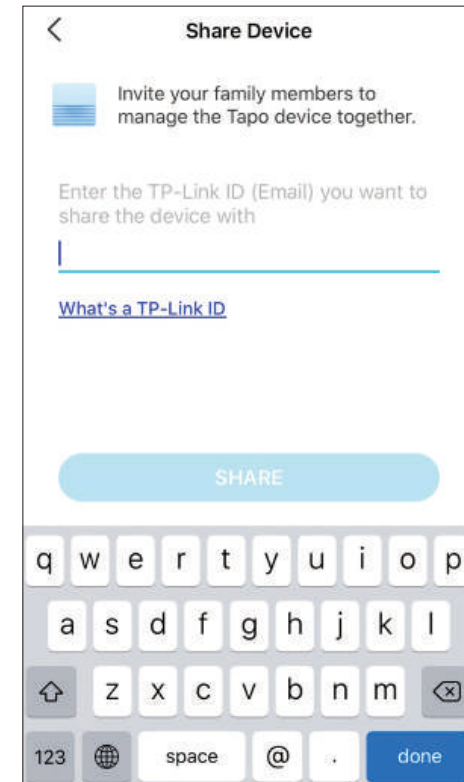 Share Device
Invite your family members to
manage the Tapo device together.
Enter the TP-Link ID (Email) you want to
share the device with
What's a TP-Link ID
SHARE
q w e r t y u i o p
a s d f g h j k l
z x c v b n m
123 space @ . done